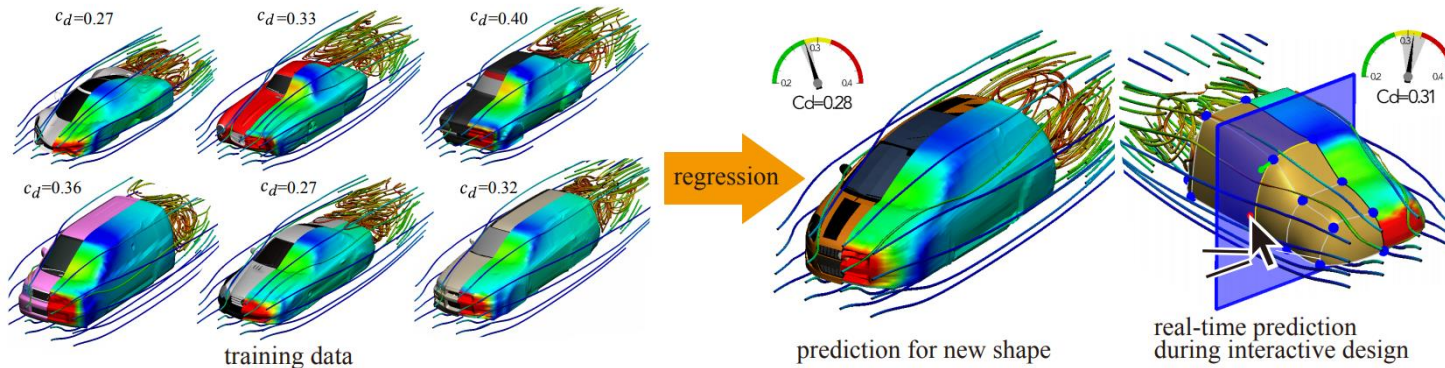 c_d=0.27
c_d=0.33
c_d=0.40
c_d=0.36
c_d=0.27
c_d=0.32
training data
regression
0.2
0.3
0.4
Cd=0.28
prediction for new shape
0.2
0.3
0.4
Cd=0.31
real-time prediction
during interactive design